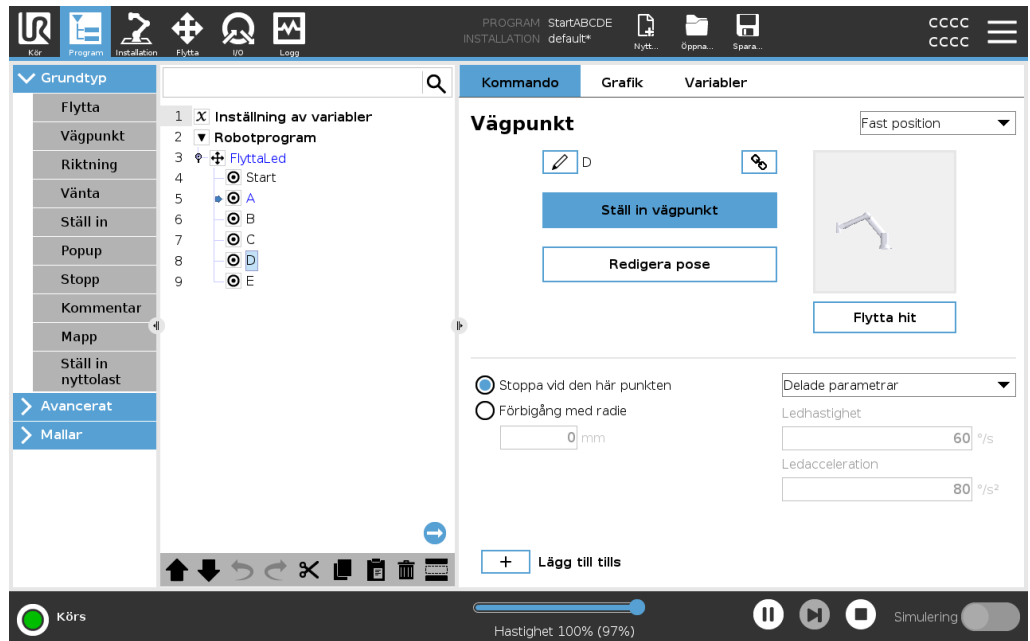 UR
PROGRAM StartABCDE
INSTALLATION default*
Kör
Program
Installation
Flytta
I/O
Logg
Nytt...
Öppna...
Spara...
cccc
cccc
Grundtyp
Flytta
Vägpunkt
Riktning
Vänta
Ställ in
Popup
Stopp
Kommentar
Mapp
Ställ in
nyttolast
Avancerat
Mallar
1 X Inställning av variabler
2 Robotprogram
3 FlyttaLed
4 Start
5 A
6 B
7 C
8 D
9 E
Kommando Grafik Variabler
Vägpunkt
Fast position
D
Ställ in vägpunkt
Redigera pose
Flytta hit
Stoppa vid den här punkten
Förbigång med radie
0 mm
Delade parametrar
Ledhastighet
60 °/s
Ledacceleration
80 °/s²
+ Lägg till tills
Körs
Hastighet 100% (97%)
Simulering